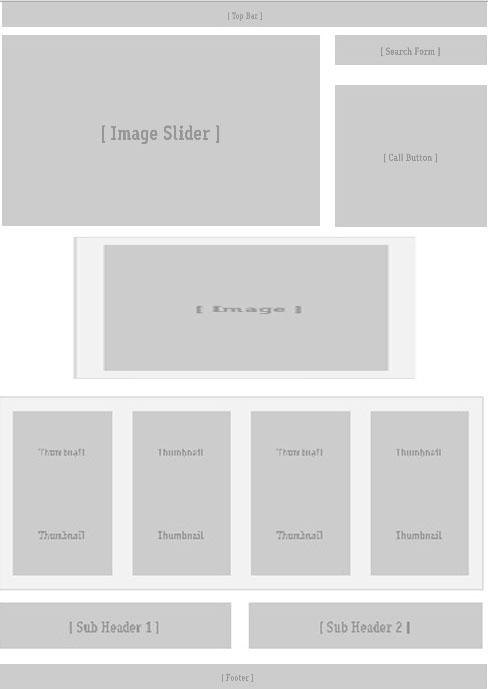 [ Top Bar ]
[ Image Slider ]
[ Search Form ]
[ Call Button ]
[ Image ]
Thumbnail Thumbnail Thumbnail Thumbnail
Thumbnail Thumbnail Thumbnail Thumbnail
[ Sub Header 1 ] [ Sub Header 2 ]
[ Footer ]